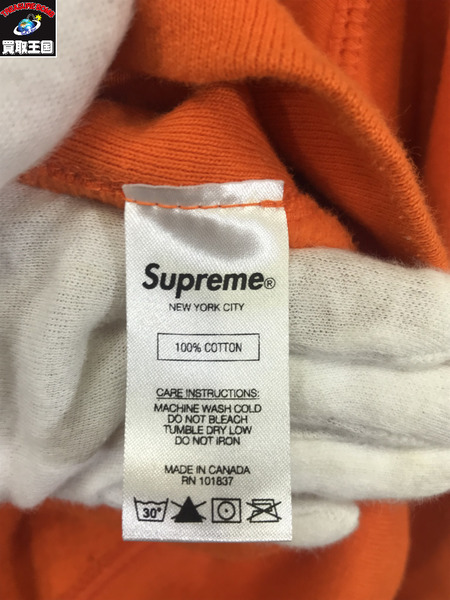 買取王国
Supreme®
NEW YORK CITY
100% COTTON
CARE INSTRUCTIONS:
MACHINE WASH COLD
DO NOT BLEACH
TUMBLE DRY LOW
DO NOT IRON
MADE IN CANADA
RN 101837
30°